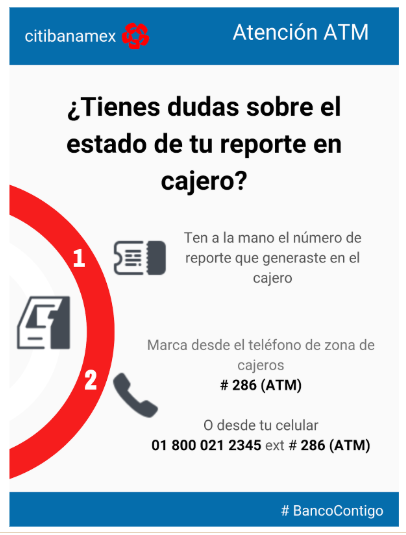 citibanamex
Atención ATM
¿Tienes dudas sobre el
estado de tu reporte en
cajero?
1
Ten a la mano el número de
reporte que generaste en el
cajero
2
Marca desde el teléfono de zona de
cajeros
# 286 (ATM)
O desde tu celular
01 800 021 2345 ext # 286 (ATM)
# BancoContigo